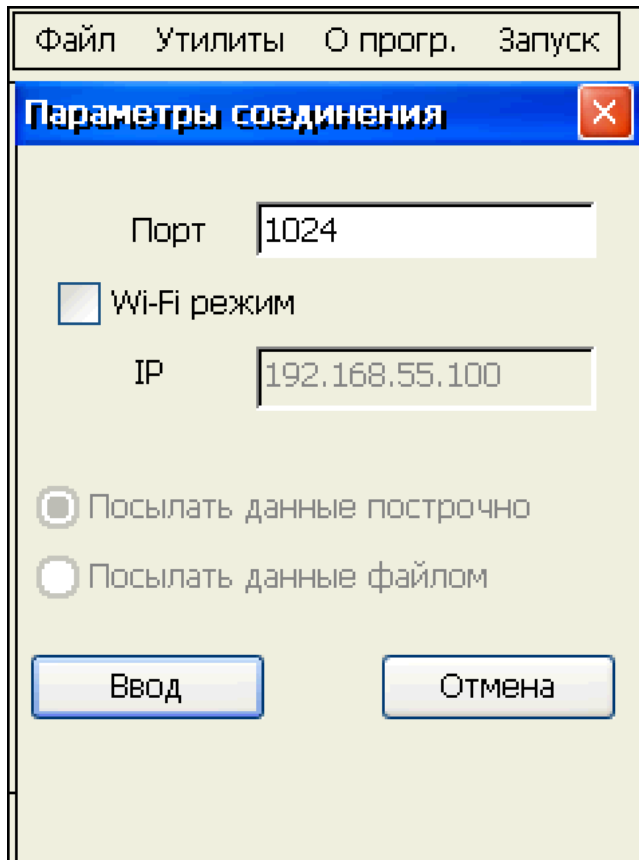 Файл Утилиты О прогр. Запуск
Параметры соединения
Порт 1024
Wi-Fi режим
IP 192.168.55.100
Посылать данные построчно
Посылать данные файлом
Ввод Отмена